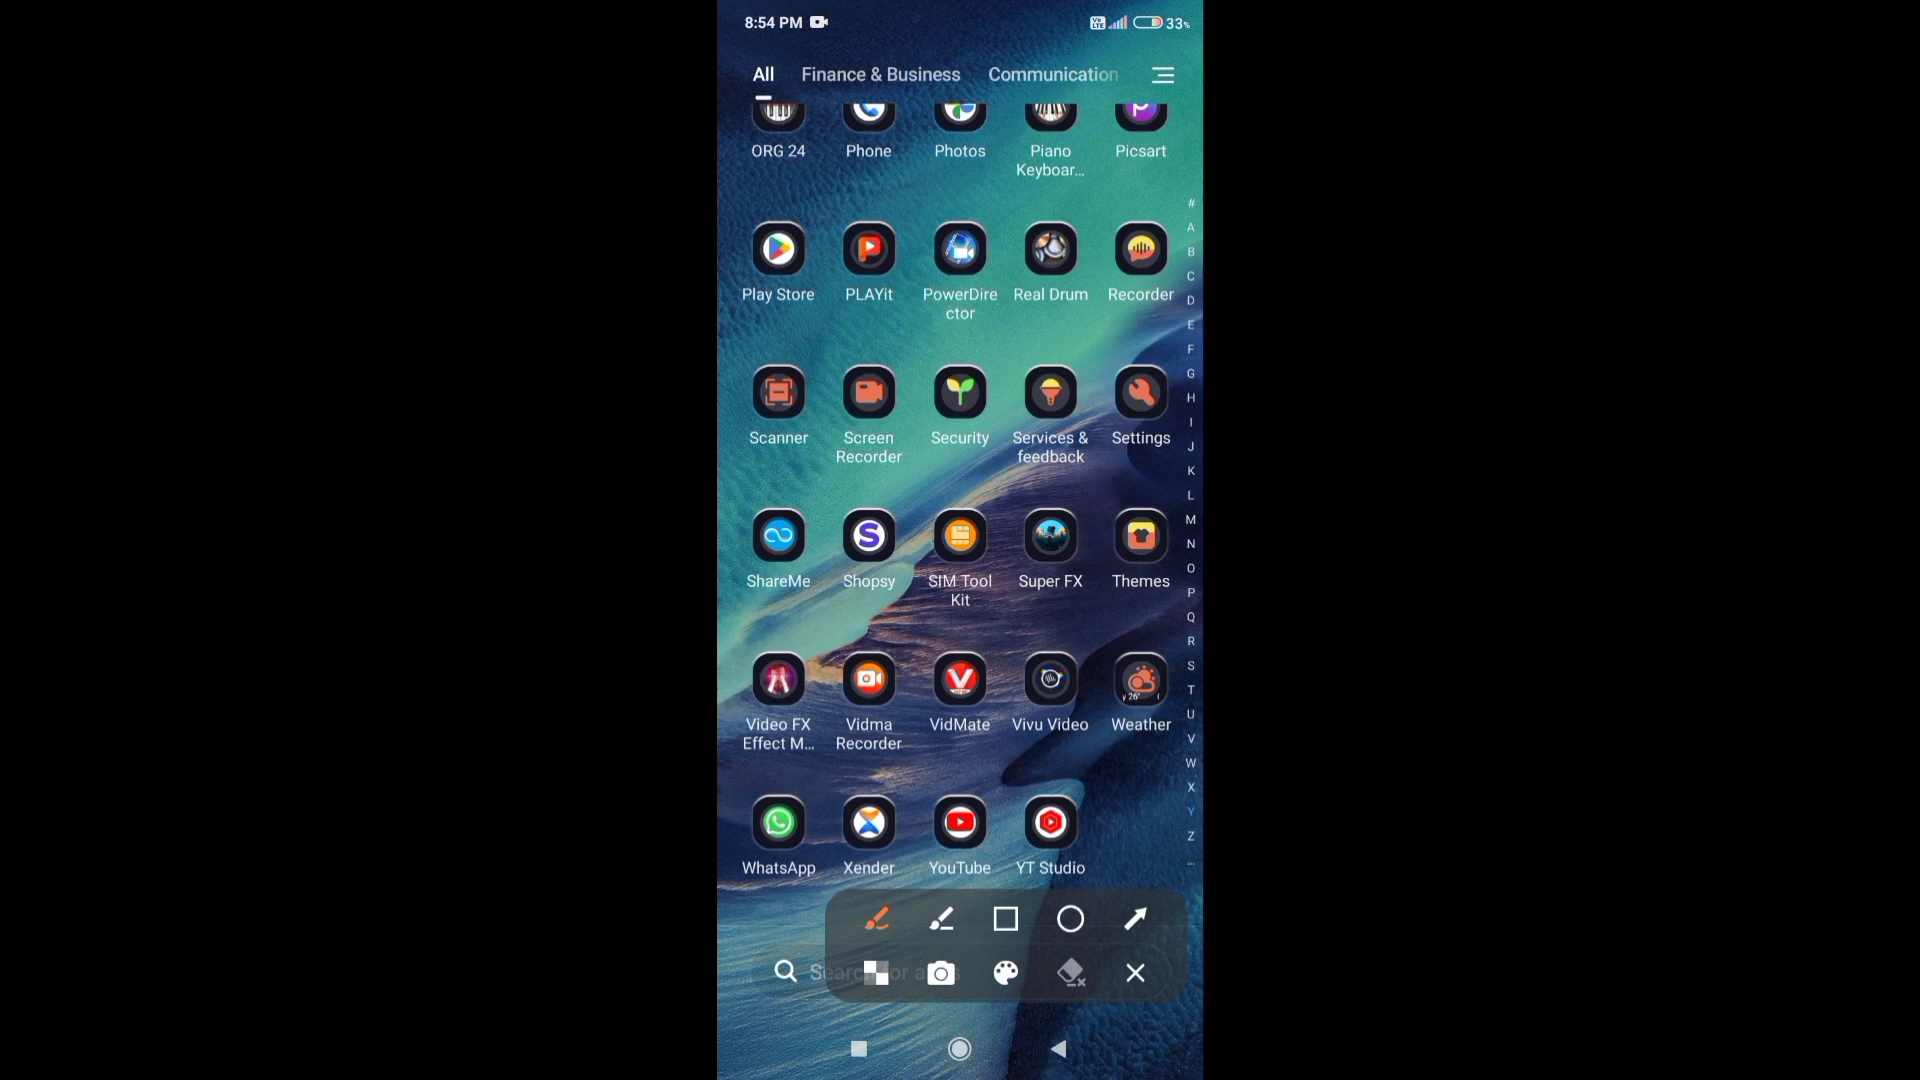 8:54 PM 33%
All Finance & Business Communication
ORG 24 Phone Photos Piano Keyboar... Picsart
#
A
Play Store PLAYit PowerDire ctor Real Drum Recorder
B
C
D
E
F
G
Scanner Screen Recorder Security Services & feedback Settings
H
I
J
K
L
ShareMe Shopsy SIM Tool Kit Super FX Themes
M
N
O
P
Q
R
S
Video FX Effect M... Vidma Recorder VidMate Vivu Video Weather
T
U
V
W
X
Y
Z
...
WhatsApp Xender YouTube YT Studio